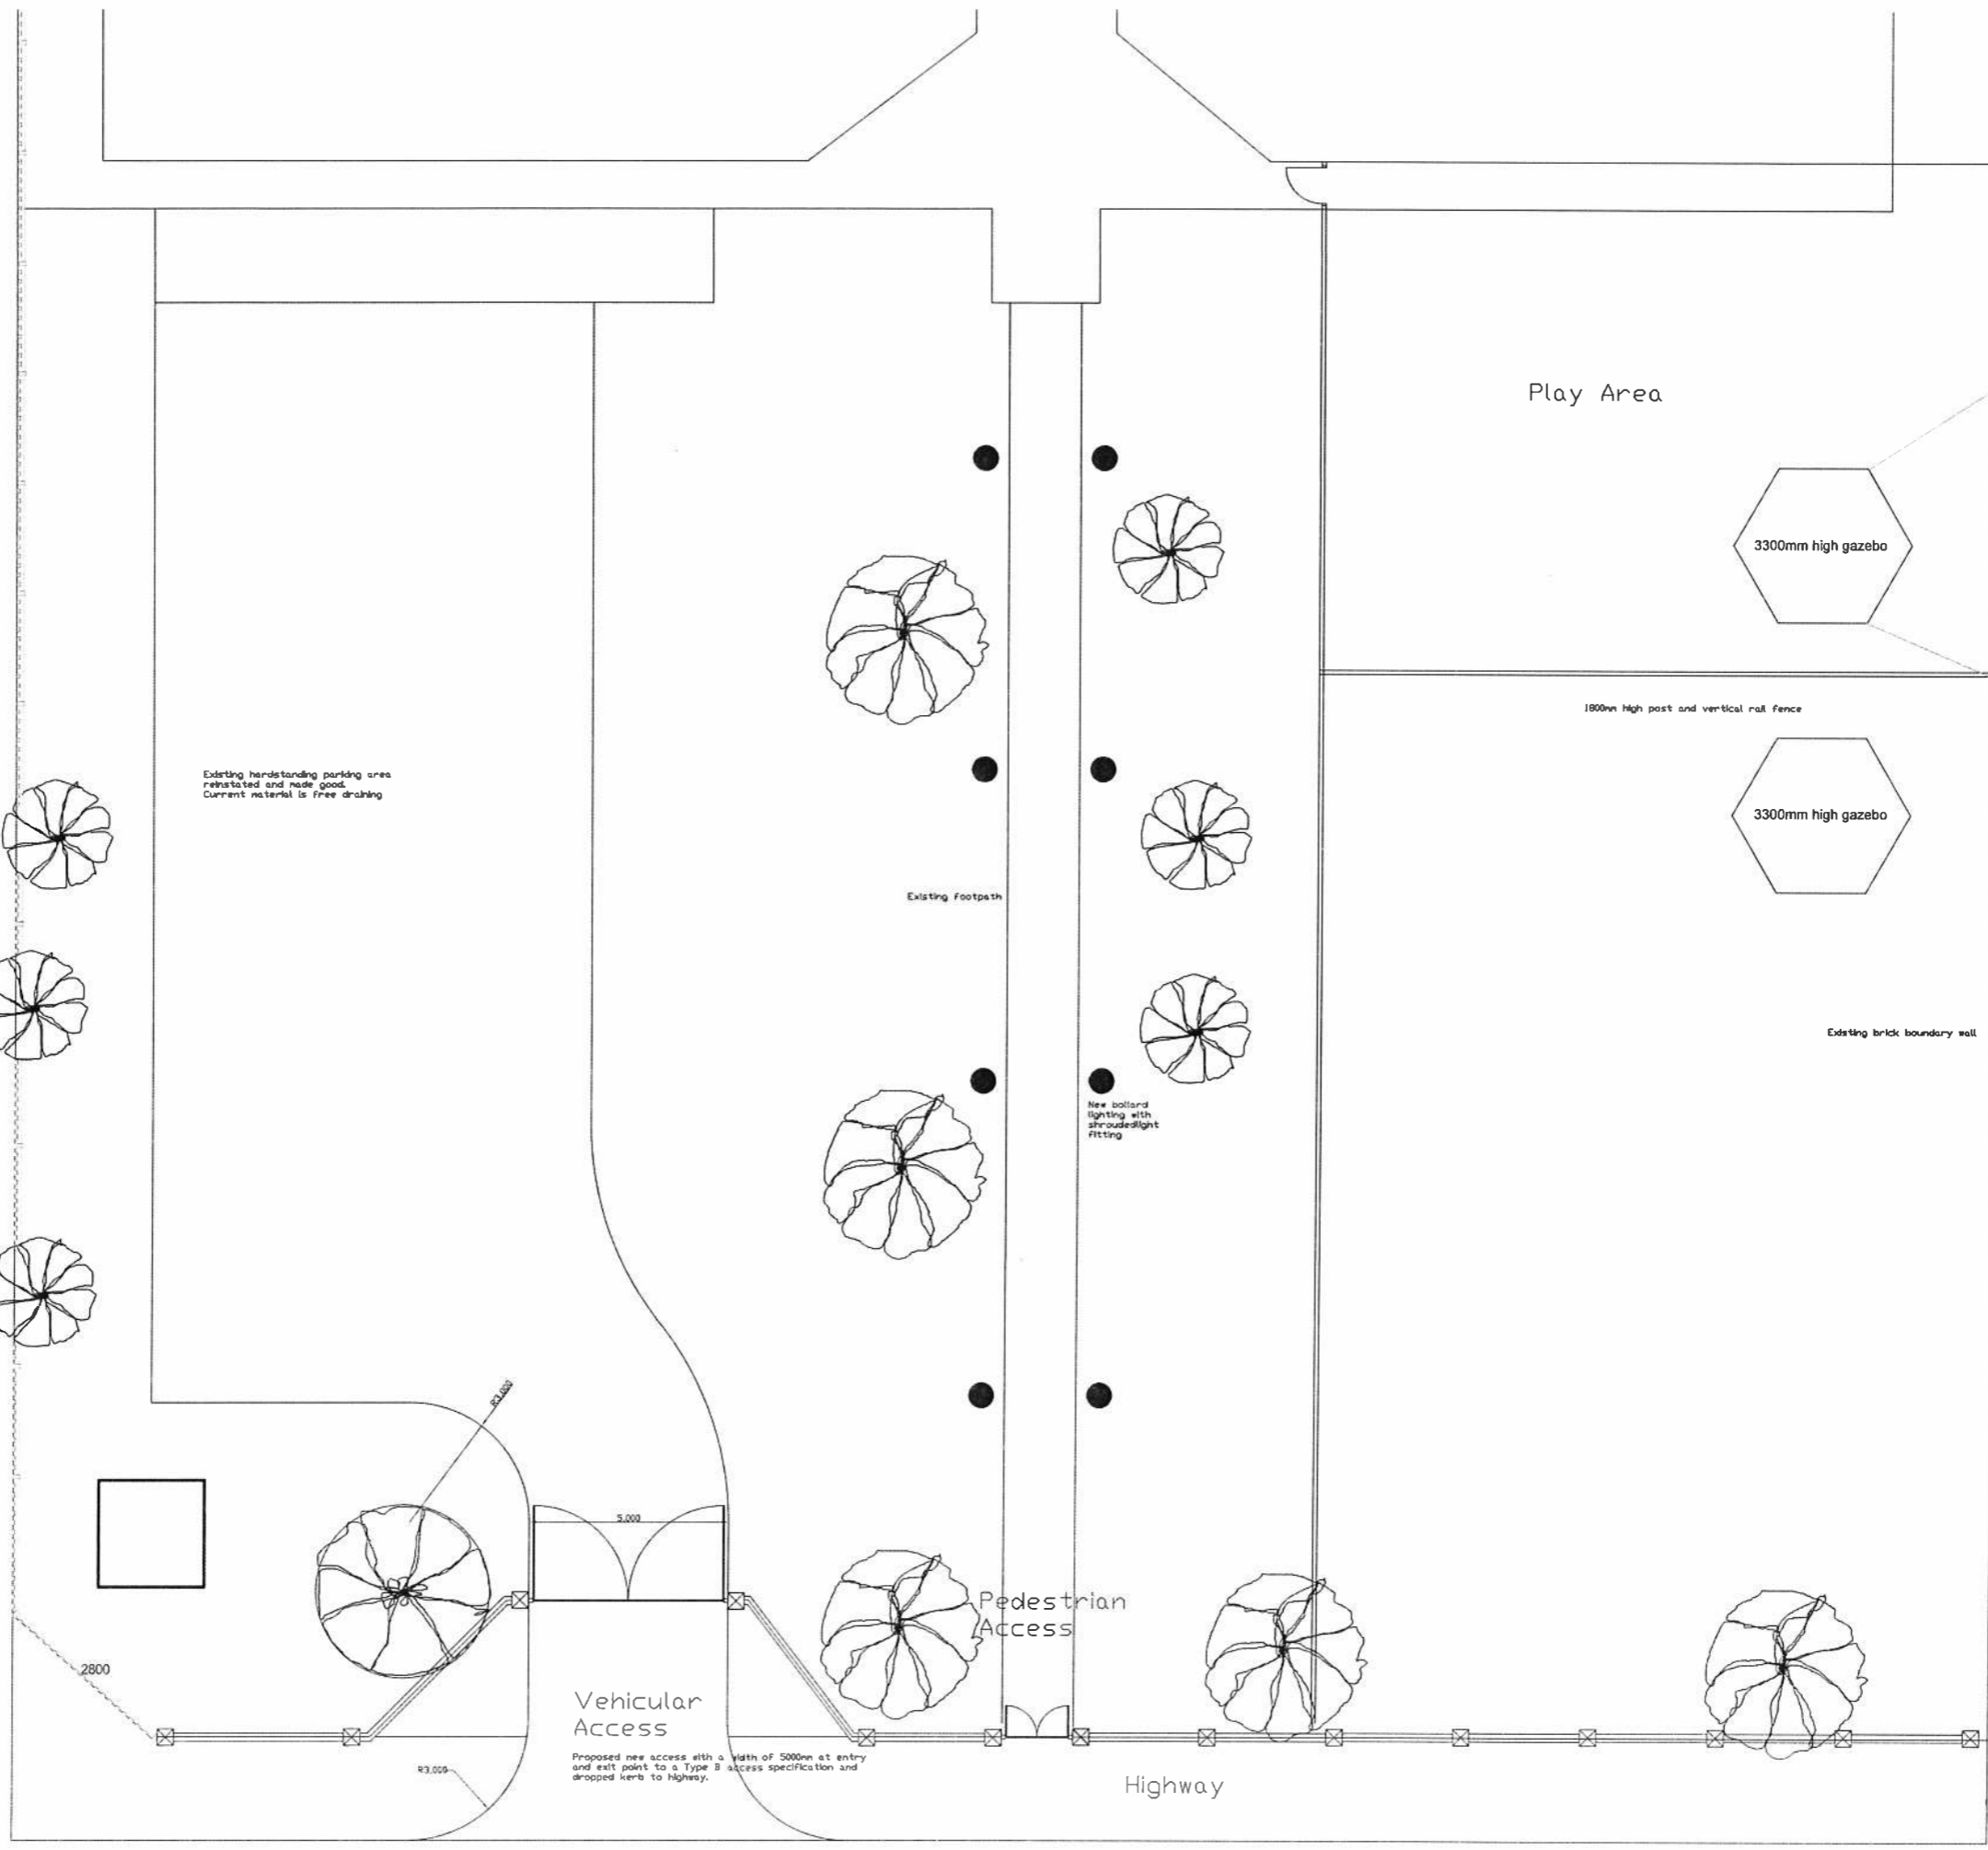 Play Area
3300mm high gazebo
1800mm high post and vertical rail fence
Existing hardstanding parking area
reinstated and made good.
Current material is free draining
3300mm high gazebo
Existing footpath
Existing brick boundary wall
New bollard
lighting with
shroudedlight
fitting
R3,000
5,000
Pedestrian
Access
2800
Vehicular
Access
Proposed new access with a width of 5000mm at entry
and exit point to a Type B access specification and
dropped kerb to highway.
R3,000
Highway